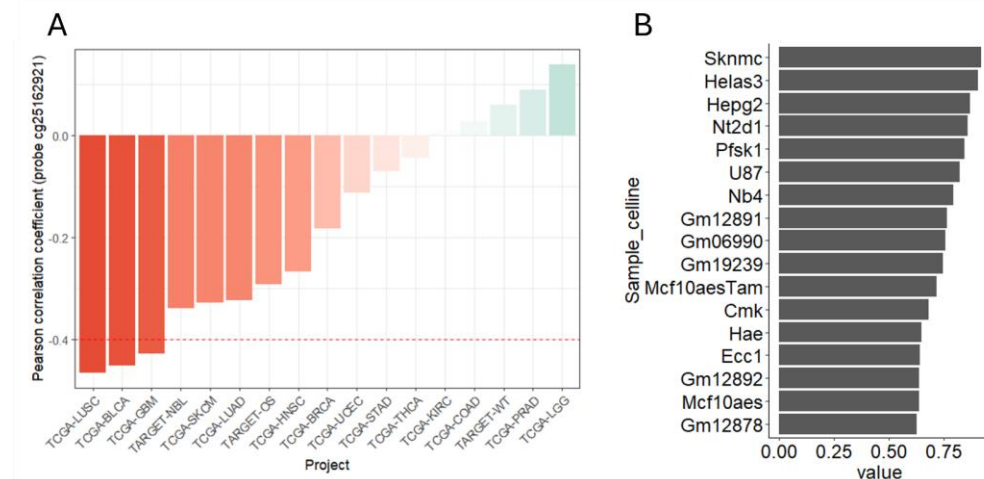 A
Pearson correlation coefficient (probe cg25162921)
0.0
-0.2
-0.4
TCGA-LUSC
TCGA-BLCA
TCGA-GBM
TARGET-NBL
TCGA-SKCM
TCGA-LUAD
TARGET-OS
TCGA-HNSC
TCGA-BRCA
TCGA-UCEC
TCGA-STAD
TCGA-THCA
TCGA-KIRC
TCGA-COAD
TARGET-WT
TCGA-PRAD
TCGA-LGG
Project
B
Sample_celline
Sknmc
Helas3
Hepg2
Nt2d1
Pfsk1
U87
Nb4
Gm12891
Gm06990
Gm19239
Mcf10aesTam
Cmk
Hae
Ecc1
Gm12892
Mcf10aes
Gm12878
0.00 0.25 0.50 0.75
value